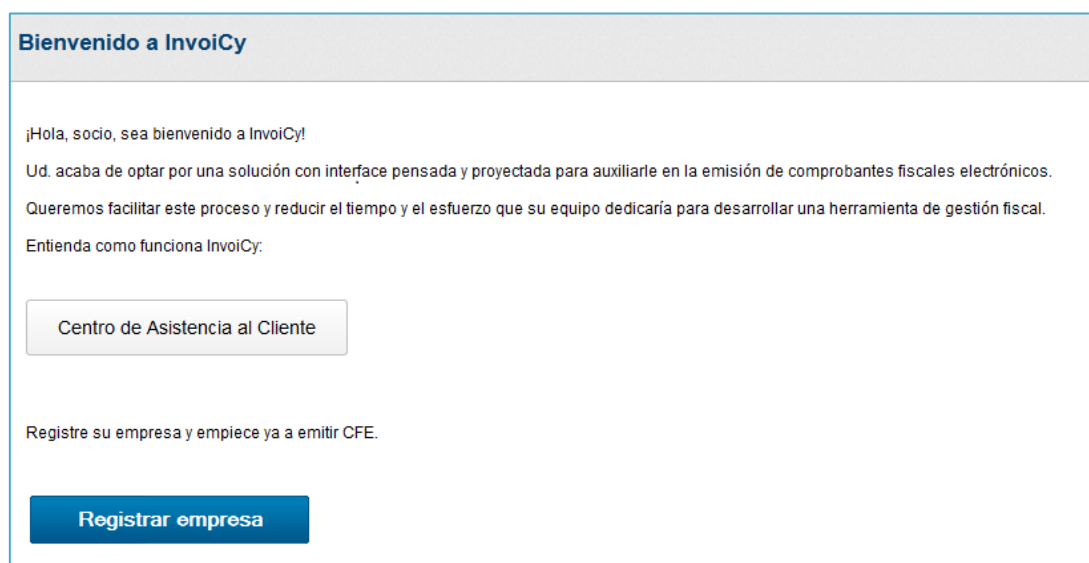 Bienvenido a InvoiCy
¡Hola, socio, sea bienvenido a InvoiCy!
Ud. acaba de optar por una solución con interface pensada y proyectada para auxiliarle en la emisión de comprobantes fiscales electrónicos.
Queremos facilitar este proceso y reducir el tiempo y el esfuerzo que su equipo dedicaría para desarrollar una herramienta de gestión fiscal.
Entienda como funciona InvoiCy:
Centro de Asistencia al Cliente
Registre su empresa y empiece ya a emitir CFE.
Registrar empresa